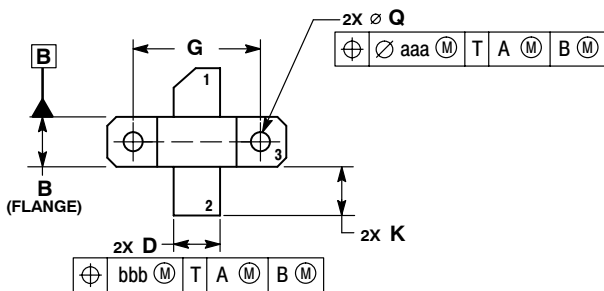 2X ⌀ Q
G
⌖ ⌀ aaa Ⓜ T A Ⓜ B Ⓜ
B
1
3
B
(FLANGE)
2
2X K
2X D
⌖ bbb Ⓜ T A Ⓜ B Ⓜ